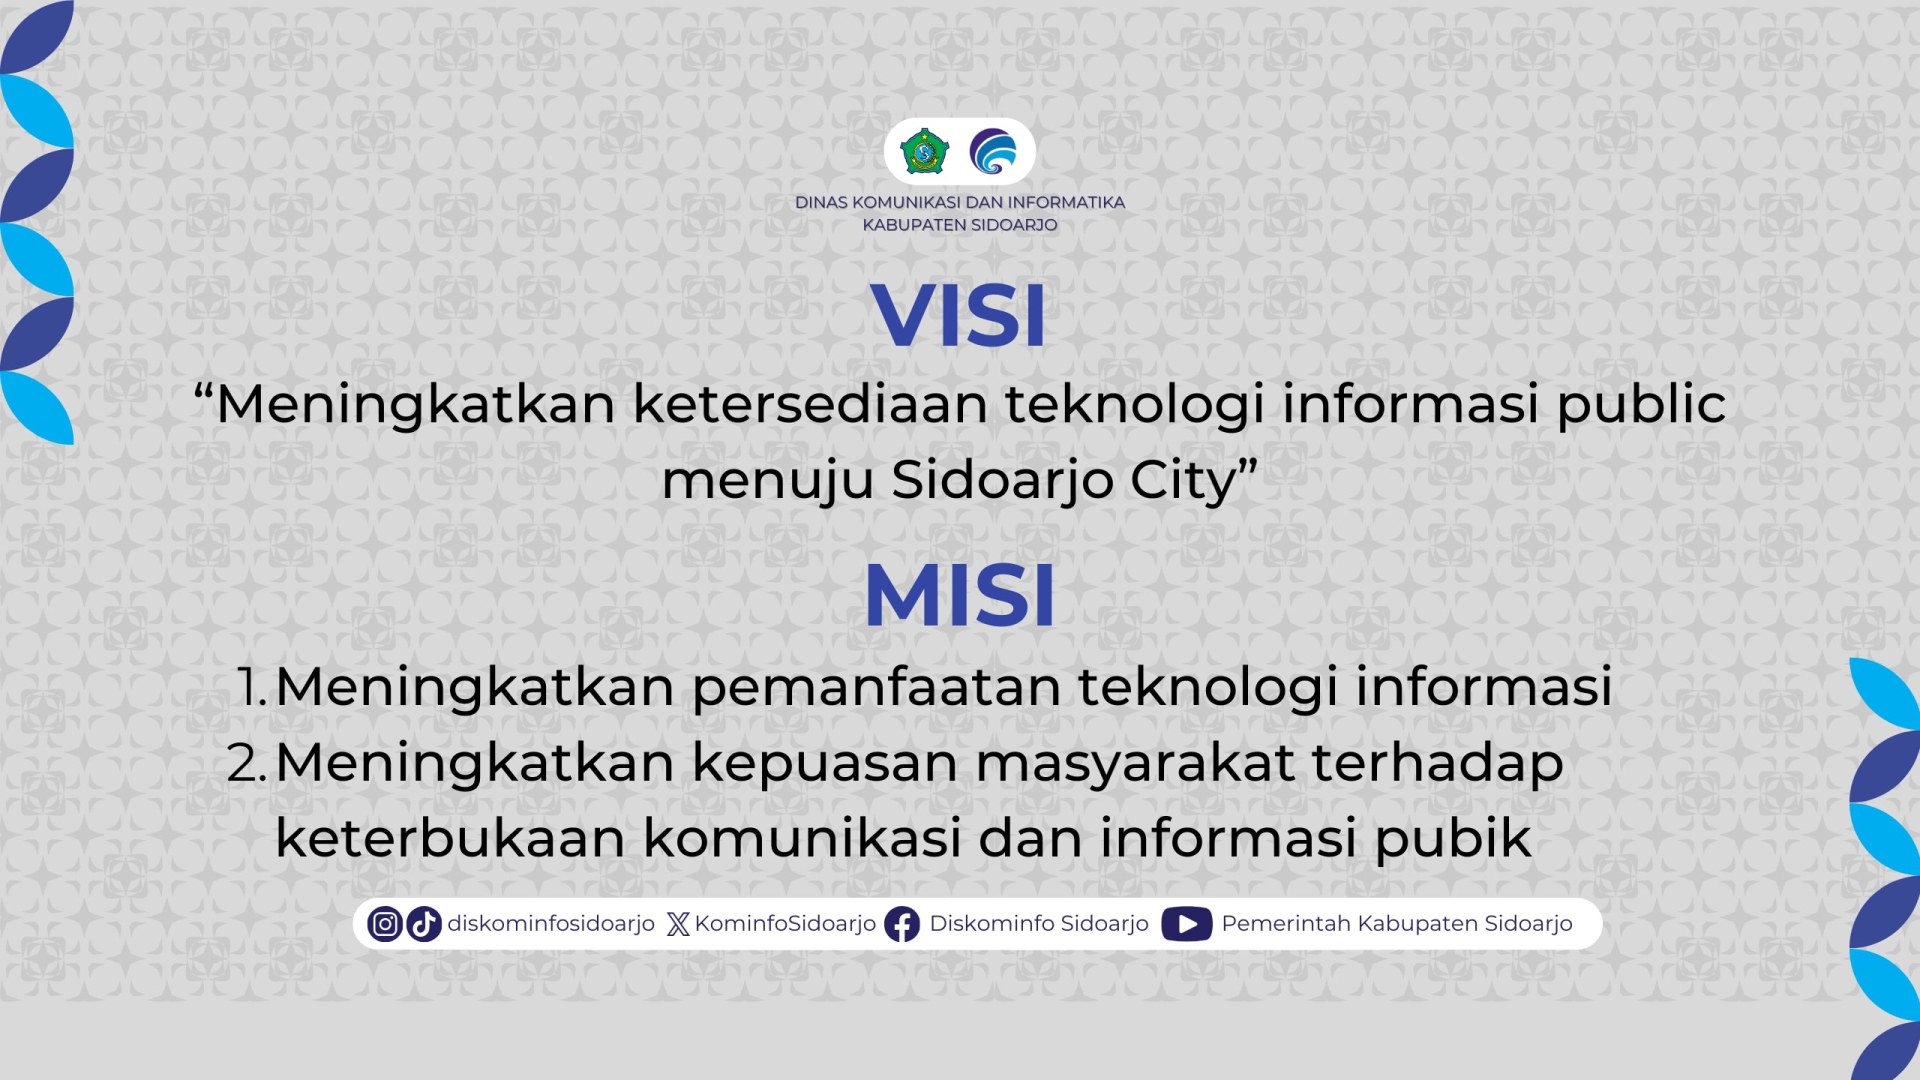 DINAS KOMUNIKASI DAN INFORMATIKA
KABUPATEN SIDOARJO
VISI
“Meningkatkan ketersediaan teknologi informasi public
menuju Sidoarjo City”
MISI
1. Meningkatkan pemanfaatan teknologi informasi
2. Meningkatkan kepuasan masyarakat terhadap
keterbukaan komunikasi dan informasi pubik
diskominfosidoarjo KominfoSidoarjo Diskominfo Sidoarjo Pemerintah Kabupaten Sidoarjo